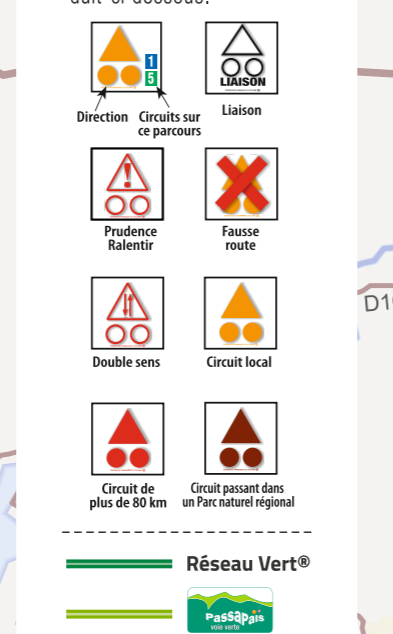 1
5
Direction
Circuits sur
ce parcours
LIAISON
Liaison
!
Prudence
Ralentir
Fausse
route
Double sens
Circuit local
D1
Circuit de
plus de 80 km
Circuit passant dans
un Parc naturel régional
Réseau Vert®
PassaPais
voie verte